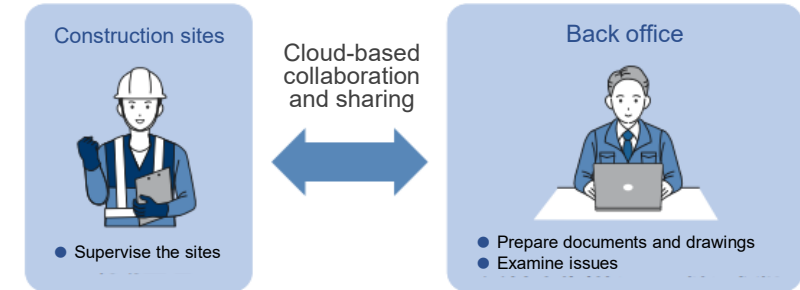 Construction sites
Cloud-based
collaboration
and sharing
Back office
● Supervise the sites
● Prepare documents and drawings
● Examine issues